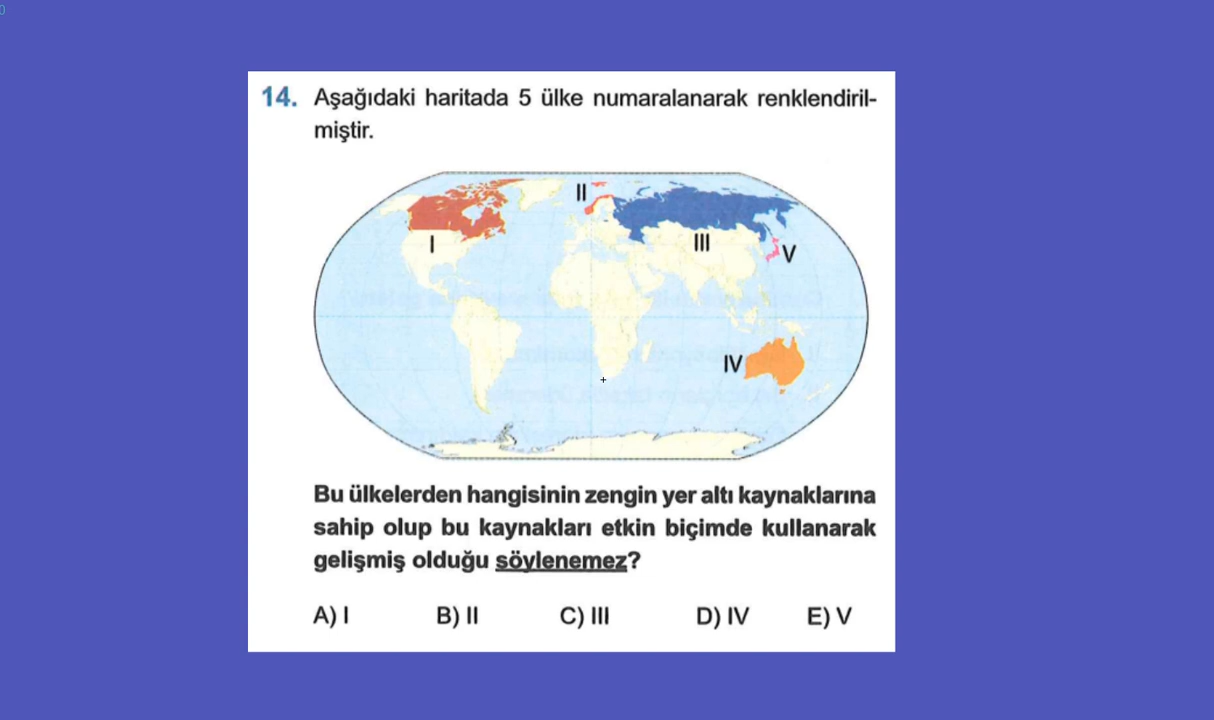 14. Aşağıdaki haritada 5 ülke numaralanarak renklendiril-
miştir.
II
I
III
V
IV
Bu ülkelerden hangisinin zengin yer altı kaynaklarına
sahip olup bu kaynakları etkin biçimde kullanarak
gelişmiş olduğu söylenemez?
A) I B) II C) III D) IV E) V